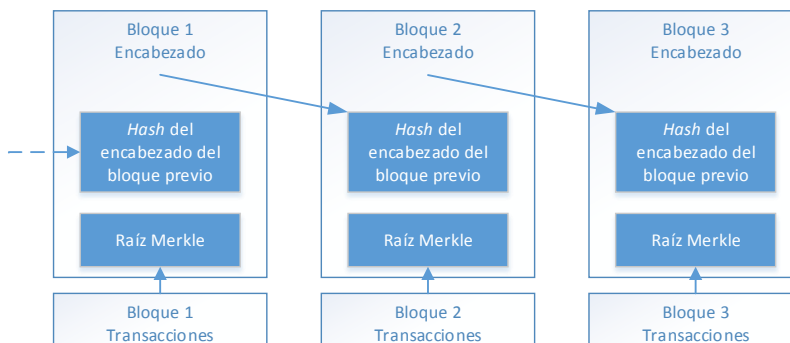 Bloque 1
Encabezado
Hash del
encabezado del
bloque previo
Raíz Merkle
Bloque 1
Transacciones
Bloque 2
Encabezado
Hash del
encabezado del
bloque previo
Raíz Merkle
Bloque 2
Transacciones
Bloque 3
Encabezado
Hash del
encabezado del
bloque previo
Raíz Merkle
Bloque 3
Transacciones